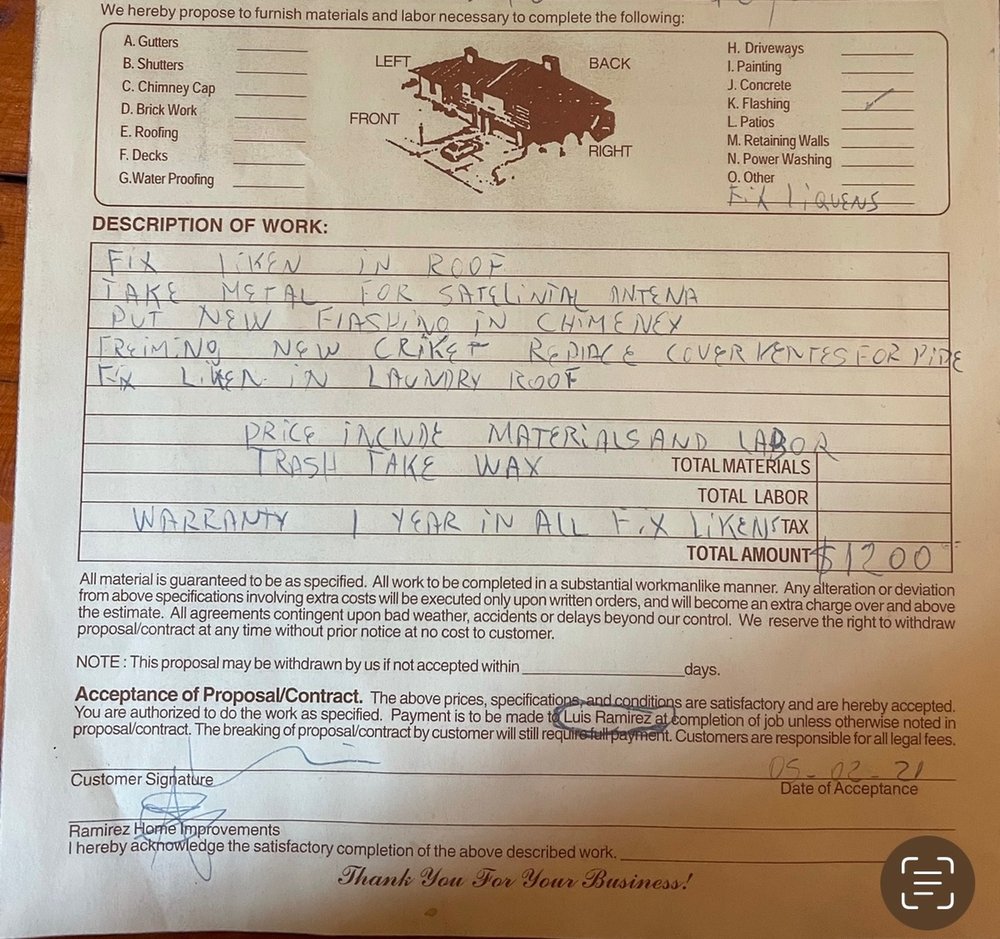 We hereby propose to furnish materials and labor necessary to complete the following:
A. Gutters
B. Shutters
C. Chimney Cap
D. Brick Work
E. Roofing
F. Decks
G.Water Proofing
LEFT
BACK
FRONT
RIGHT
H. Driveways
I. Painting
J. Concrete
K. Flashing ✓
L. Patios
M. Retaining Walls
N. Power Washing
O. Other
FiX liQUENS
DESCRIPTION OF WORK:
FiX liKEN IN ROOF
TAKE METAL FOR SATELINTAL ANTENA
PUT NEW FlASHiNG iN CHiMENEY
FREiMiNG NEW CRiKET REPlACE COVER VENTES FOR PiPE
FiX LiKEN iN LAUNDRY ROOF
PRiCE iNClUDE MATERiALS AND LABOR
TRASH TAKE WAX TOTAL MATERIALS
TOTAL LABOR
WARRANTY 1 YEAR iN ALL FiX LiKENS TAX
TOTAL AMOUNT $1200
All material is guaranteed to be as specified. All work to be completed in a substantial workmanlike manner. Any alteration or deviation
from above specifications involving extra costs will be executed only upon written orders, and will become an extra charge over and above
the estimate. All agreements contingent upon bad weather, accidents or delays beyond our control. We reserve the right to withdraw
proposal/contract at any time without prior notice at no cost to customer.
NOTE : This proposal may be withdrawn by us if not accepted within ____________ days.
Acceptance of Proposal/Contract. The above prices, specifications, and conditions are satisfactory and are hereby accepted.
You are authorized to do the work as specified. Payment is to be made to Luis Ramirez at completion of job unless otherwise noted in
proposal/contract. The breaking of proposal/contract by customer will still require full payment. Customers are responsible for all legal fees.
05-02-21
Customer Signature
Date of Acceptance
Ramirez Home Improvements
I hereby acknowledge the satisfactory completion of the above described work.
Thank You For Your Business!